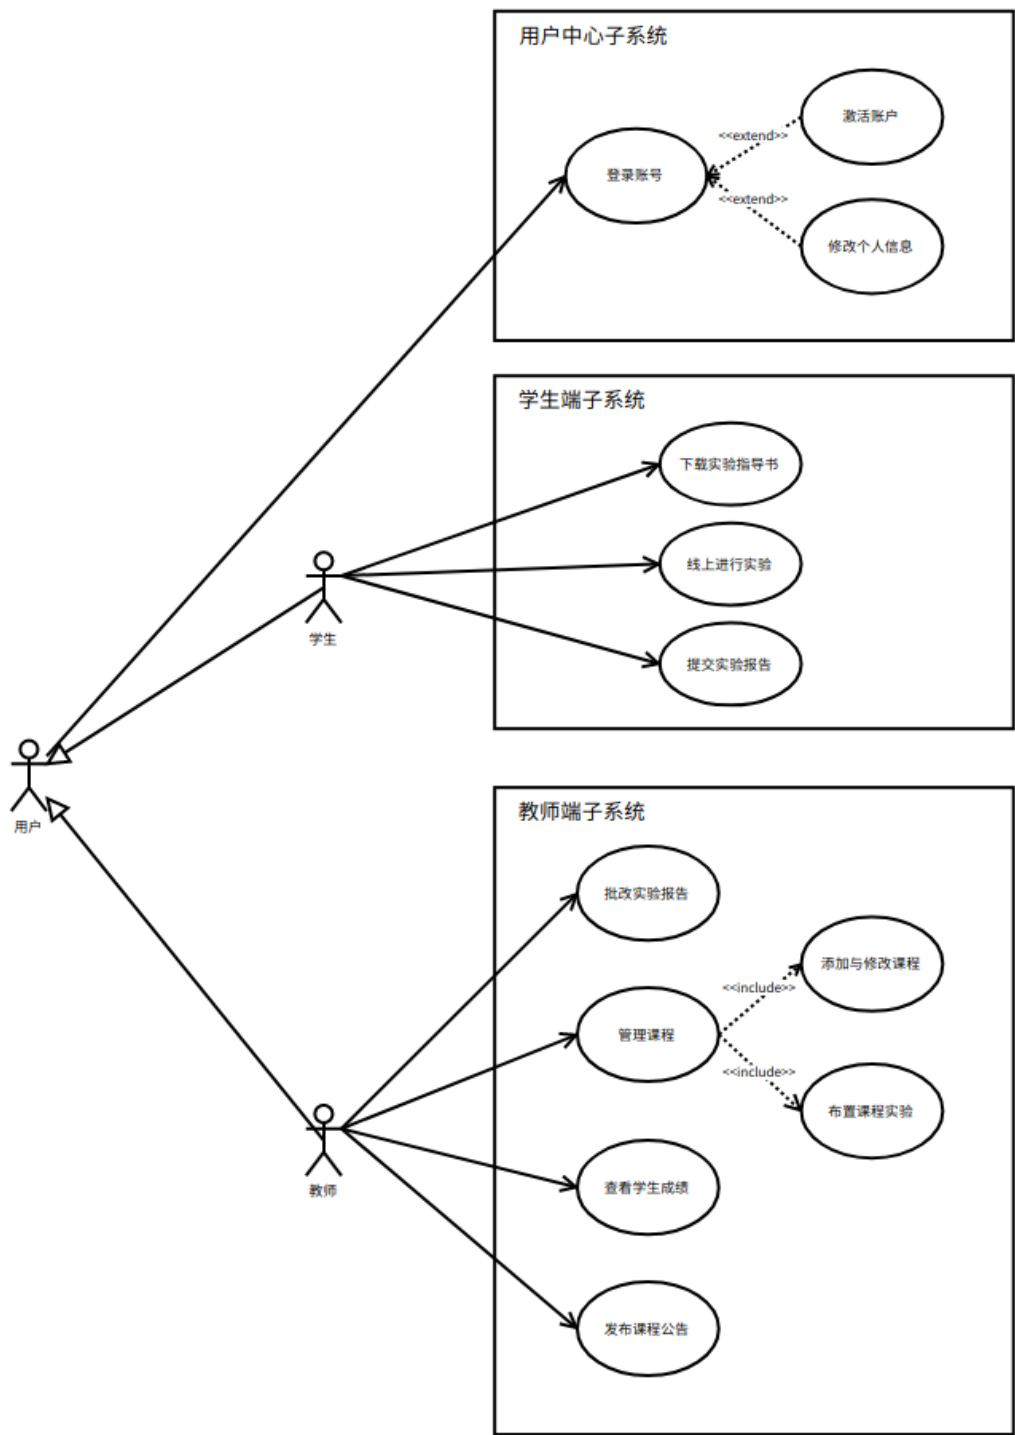 用户中心子系统
激活账户
<<extend>>
登录账号
<<extend>>
修改个人信息
学生端子系统
下载实验指导书
线上进行实验
学生
提交实验报告
用户
教师端子系统
批改实验报告
添加与修改课程
<<include>>
管理课程
<<include>>
布置课程实验
教师
查看学生成绩
发布课程公告